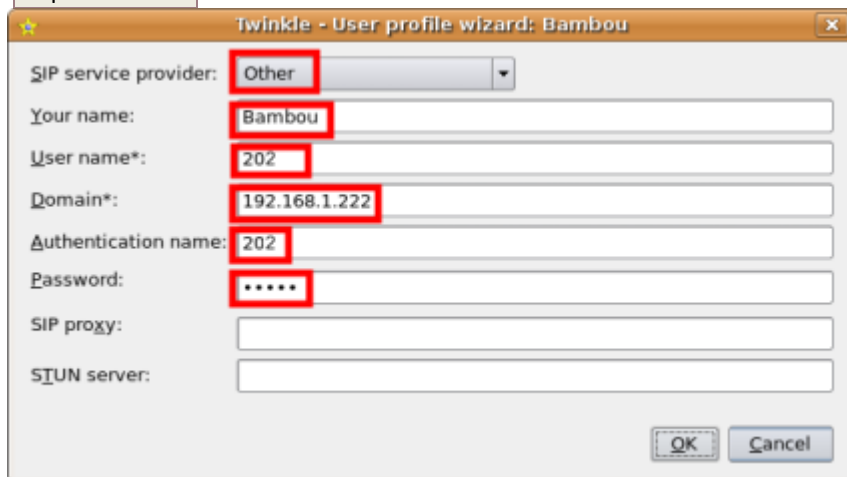 Twinkle - User profile wizard: Bambou
SIP service provider: Other
Your name: Bambou
User name*: 202
Domain*: 192.168.1.222
Authentication name: 202
Password: •••••
SIP proxy:
STUN server:
OK Cancel